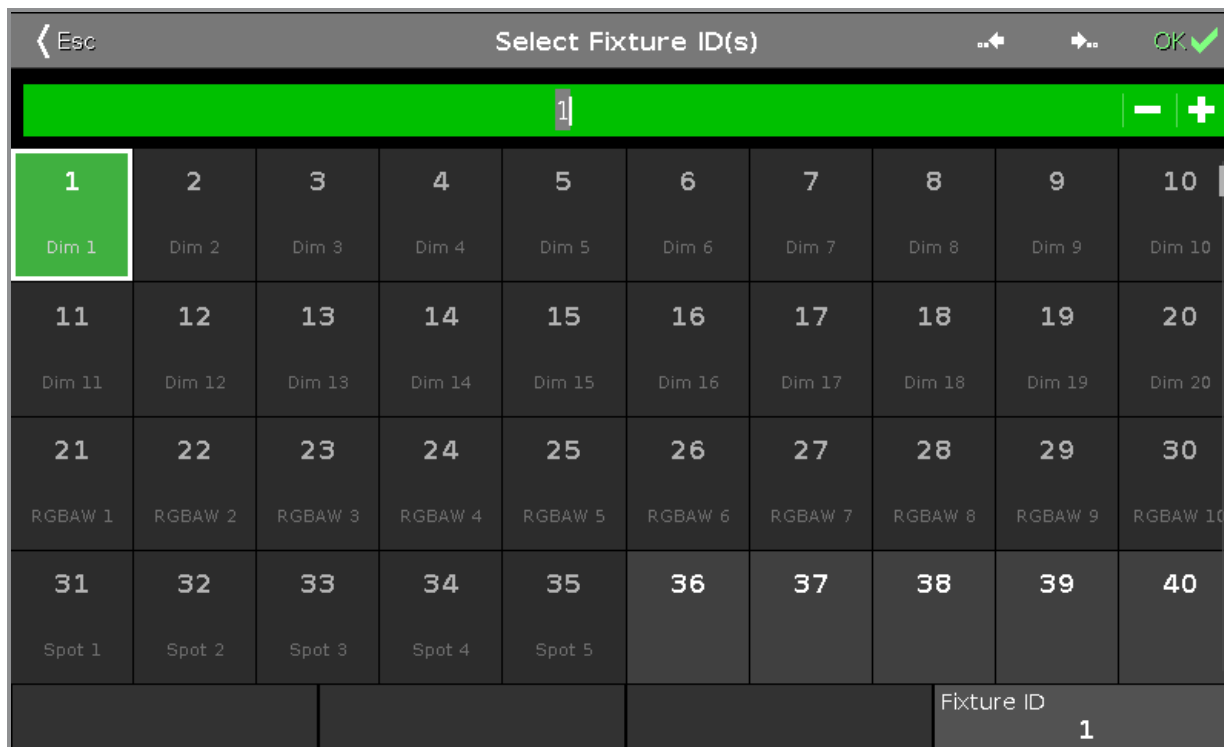 Esc Select Fixture ID(s) OK
1
1 2 3 4 5 6 7 8 9 10
Dim 1 Dim 2 Dim 3 Dim 4 Dim 5 Dim 6 Dim 7 Dim 8 Dim 9 Dim 10
11 12 13 14 15 16 17 18 19 20
Dim 11 Dim 12 Dim 13 Dim 14 Dim 15 Dim 16 Dim 17 Dim 18 Dim 19 Dim 20
21 22 23 24 25 26 27 28 29 30
RGBAW 1 RGBAW 2 RGBAW 3 RGBAW 4 RGBAW 5 RGBAW 6 RGBAW 7 RGBAW 8 RGBAW 9 RGBAW 10
31 32 33 34 35 36 37 38 39 40
Spot 1 Spot 2 Spot 3 Spot 4 Spot 5
Fixture ID
1